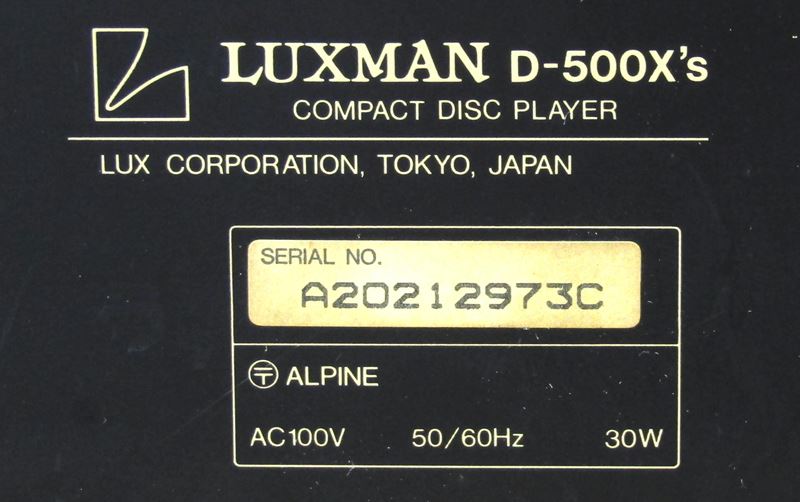 LUXMAN D-500X's
COMPACT DISC PLAYER
LUX CORPORATION, TOKYO, JAPAN
SERIAL NO.
A20212973C
〶 ALPINE
AC100V 50/60Hz 30W